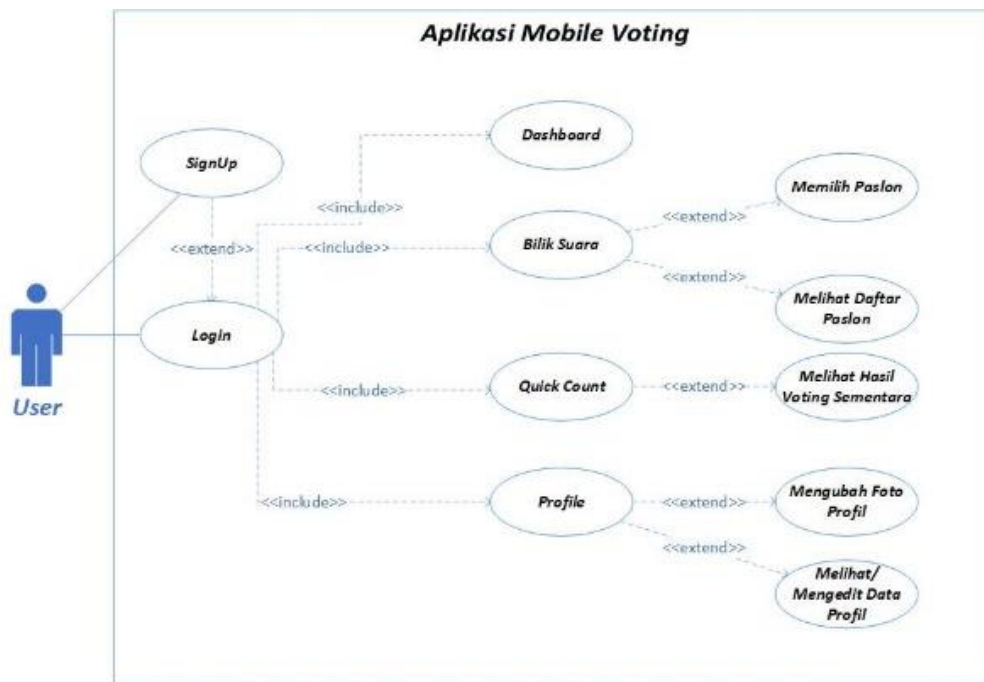 Aplikasi Mobile Voting
SignUp
<<extend>>
Login
User
<<include>>
Dashboard
<<include>>
Bilik Suara
<<extend>>
Memilih Paslon
<<extend>>
Melihat Daftar
Paslon
<<include>>
Quick Count
<<extend>>
Melihat Hasil
Voting Sementara
<<include>>
Profile
<<extend>>
Mengubah Foto
Profil
<<extend>>
Melihat/
Mengedit Data
Profil